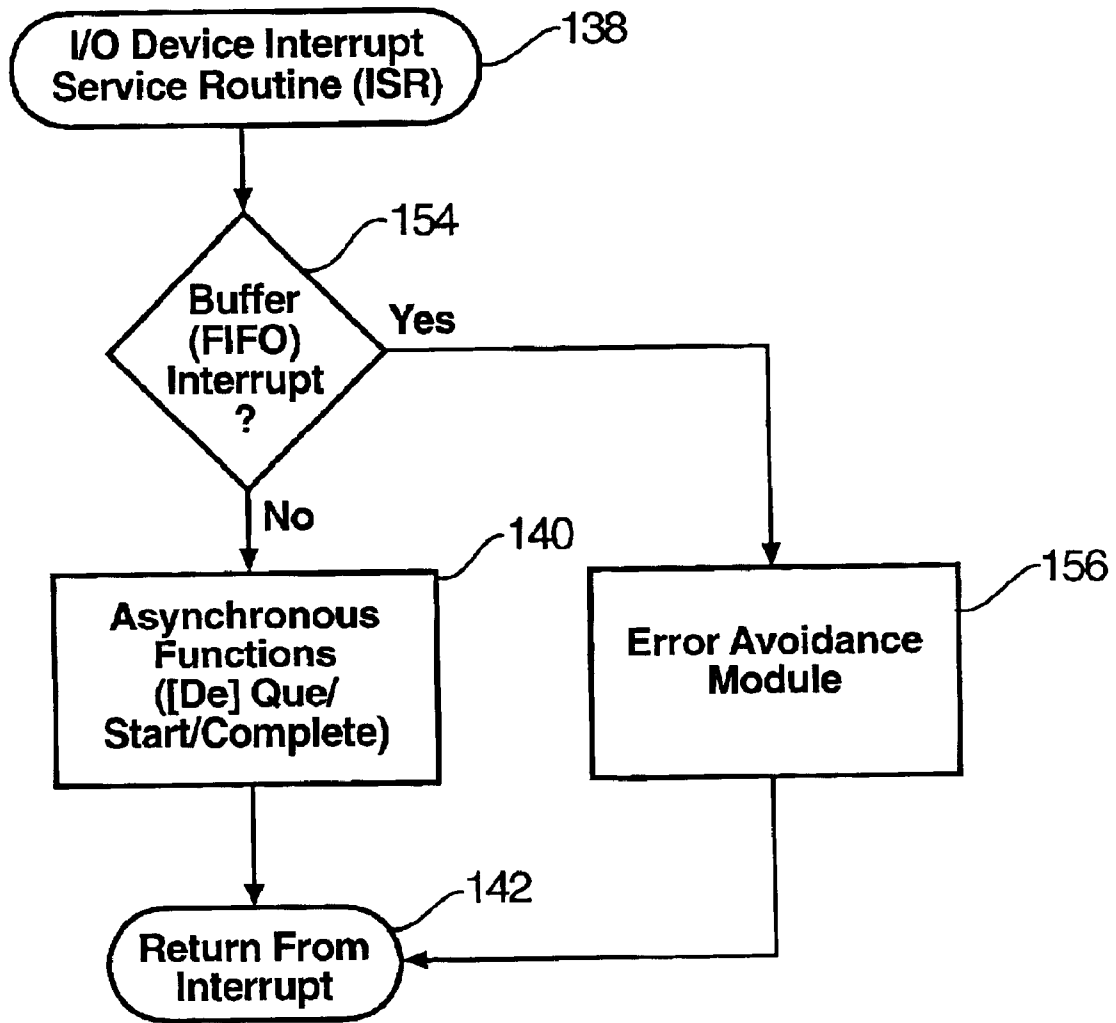 I/O Device Interrupt
Service Routine (ISR)
138
154
Buffer
(FIFO)
Interrupt
?
Yes
No
140
Asynchronous
Functions
([De] Que/
Start/Complete)
156
Error Avoidance
Module
142
Return From
Interrupt